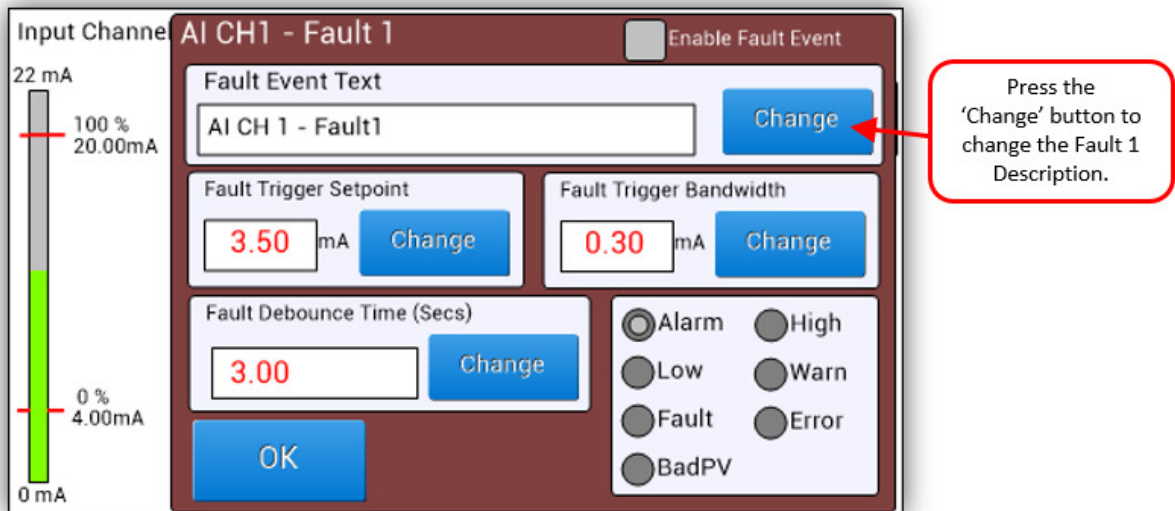 Input Channel
22 mA
100 %
20.00mA
0 %
4.00mA
0 mA
AI CH1 - Fault 1
Enable Fault Event
Fault Event Text
AI CH 1 - Fault1
Change
Fault Trigger Setpoint
3.50 mA
Change
Fault Trigger Bandwidth
0.30 mA
Change
Fault Debounce Time (Secs)
3.00
Change
Alarm
High
Low
Warn
Fault
Error
BadPV
OK
Press the
‘Change’ button to
change the Fault 1
Description.